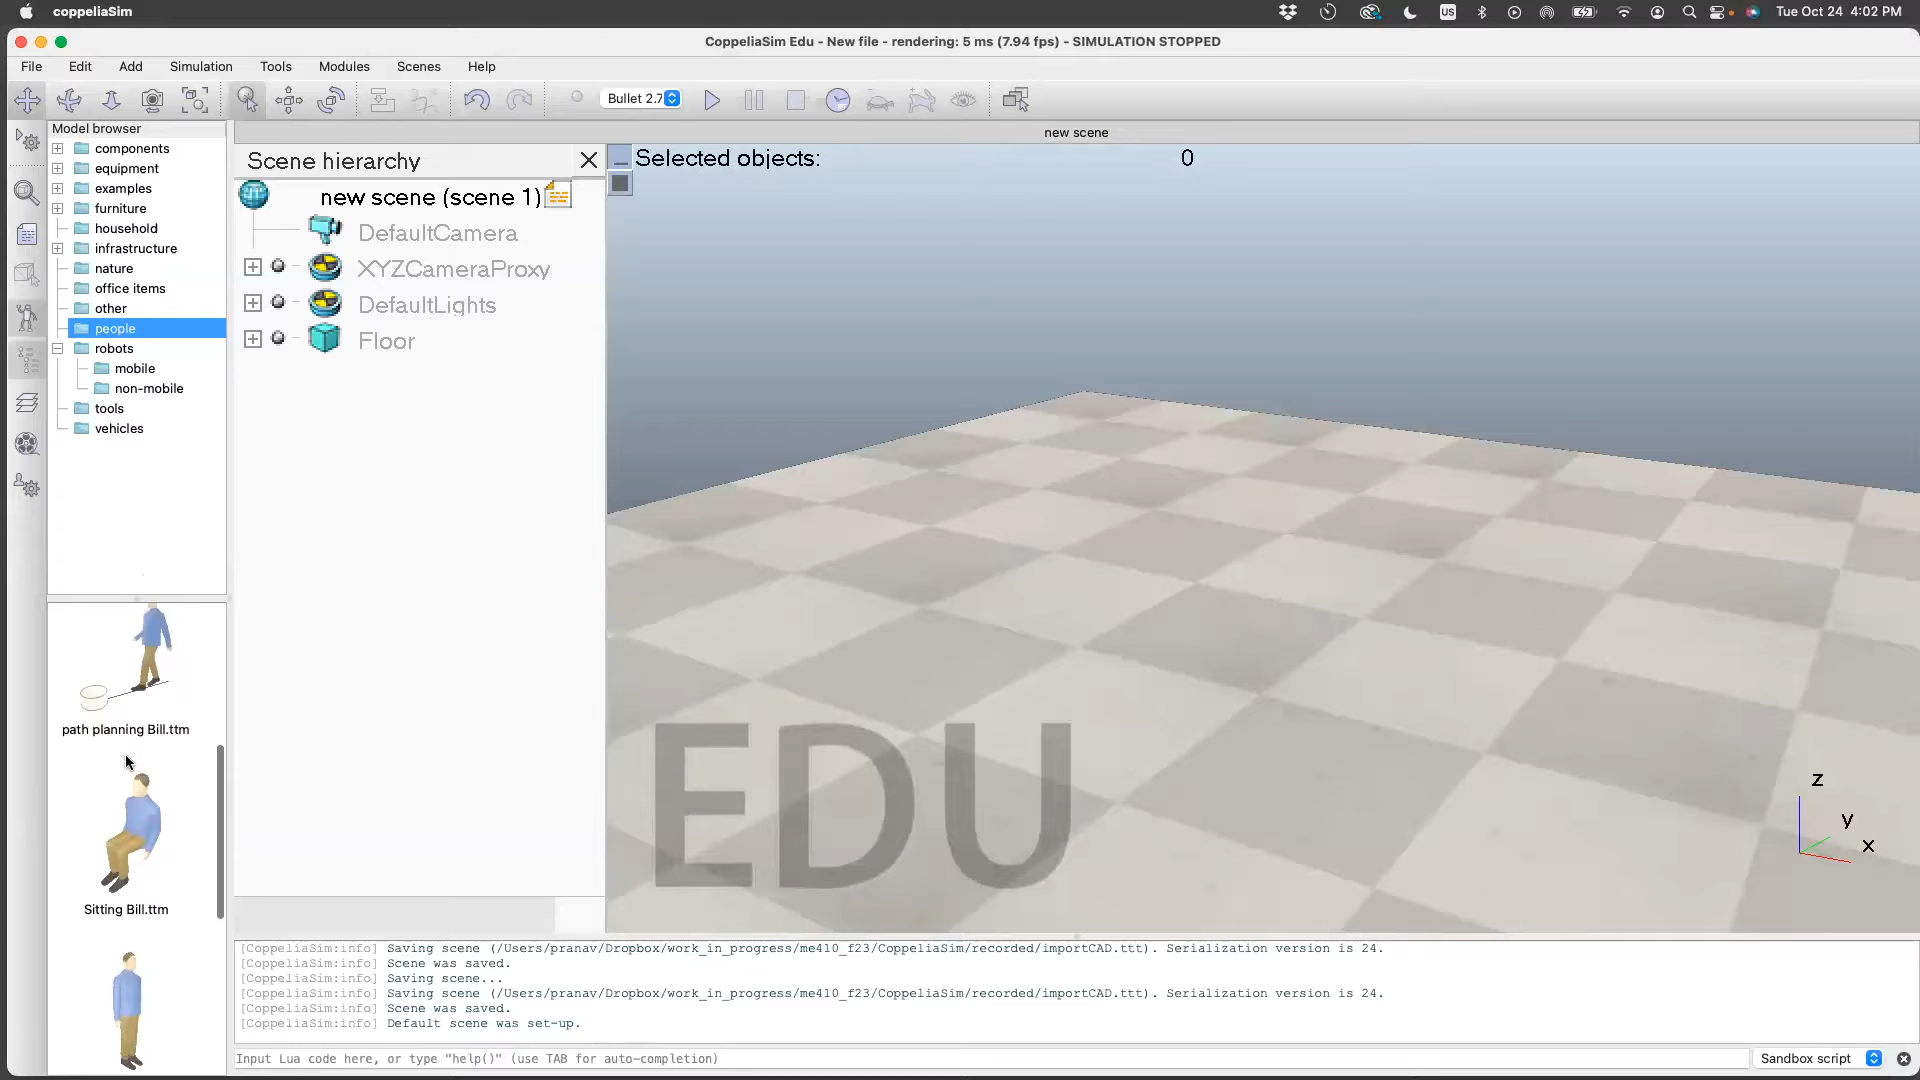 coppeliaSim
US
Tue Oct 24 4:02 PM
CoppeliaSim Edu - New file - rendering: 5 ms (7.94 fps) - SIMULATION STOPPED
File Edit Add Simulation Tools Modules Scenes Help
Bullet 2.7
Model browser
components
equipment
examples
furniture
household
infrastructure
nature
office items
other
people
robots
mobile
non-mobile
tools
vehicles
path planning Bill.ttm
Sitting Bill.ttm
Scene hierarchy
new scene (scene 1)
DefaultCamera
XYZCameraProxy
DefaultLights
Floor
new scene
Selected objects: 0
EDU
z
y
x
[CoppeliaSim:info] Saving scene (/Users/pranav/Dropbox/work_in_progress/me410_f23/CoppeliaSim/recorded/importCAD.ttt). Serialization version is 24.
[CoppeliaSim:info] Scene was saved.
[CoppeliaSim:info] Saving scene...
[CoppeliaSim:info] Saving scene (/Users/pranav/Dropbox/work_in_progress/me410_f23/CoppeliaSim/recorded/importCAD.ttt). Serialization version is 24.
[CoppeliaSim:info] Scene was saved.
[CoppeliaSim:info] Default scene was set-up.
Input Lua code here, or type "help()" (use TAB for auto-completion)
Sandbox script